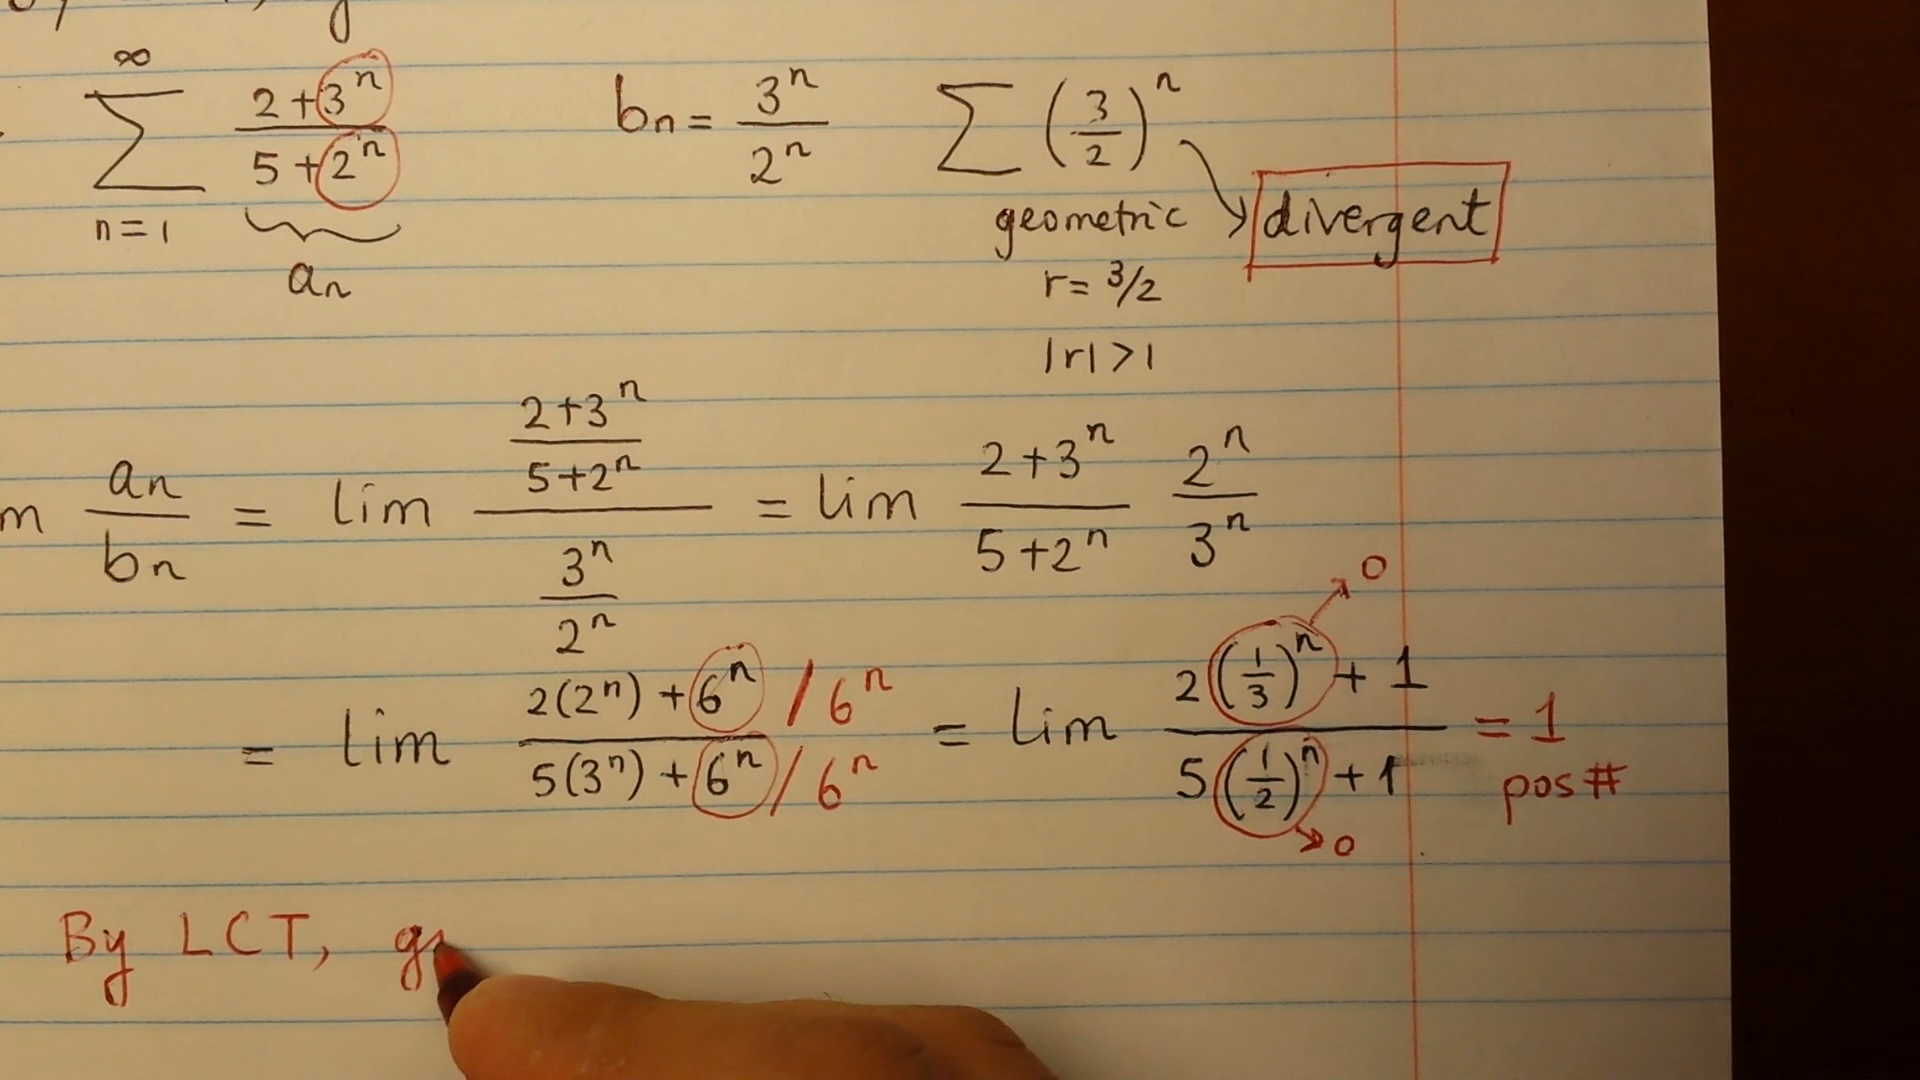 ∞
∑ (2+3ⁿ)/(5+2ⁿ) bₙ = 3ⁿ/2ⁿ ∑ (3/2)ⁿ
n=1
aₙ
geometric divergent
r= 3/2
|r| > 1
aₙ/bₙ = lim ((2+3ⁿ)/(5+2ⁿ))/(3ⁿ/2ⁿ) = lim (2+3ⁿ)/(5+2ⁿ) 2ⁿ/3ⁿ
0
= lim (2(2ⁿ) + 6ⁿ /6ⁿ)/(5(3ⁿ) + 6ⁿ /6ⁿ) = lim (2(1/3)ⁿ + 1)/(5(1/2)ⁿ + 1) = 1
pos #
0
By LCT,